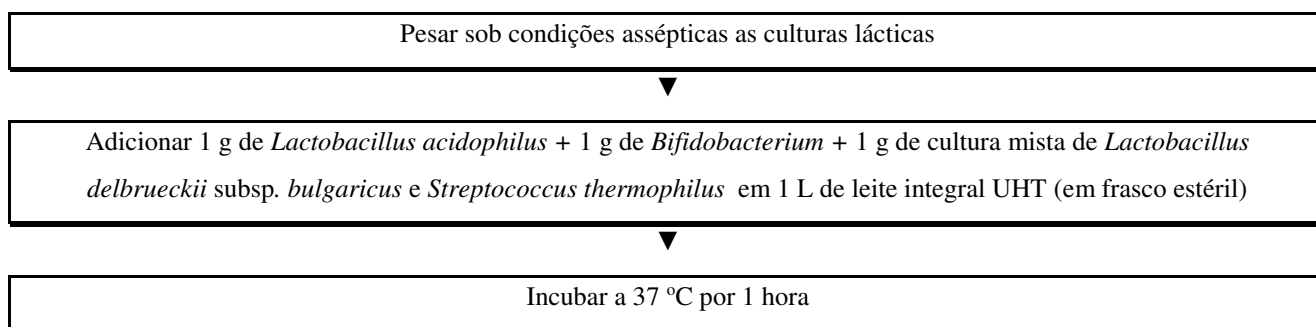 Pesar sob condições assépticas as culturas lácticas
Adicionar 1 g de Lactobacillus acidophilus + 1 g de Bifidobacterium + 1 g de cultura mista de Lactobacillus
delbrueckii subsp. bulgaricus e Streptococcus thermophilus em 1 L de leite integral UHT (em frasco estéril)
Incubar a 37 ºC por 1 hora